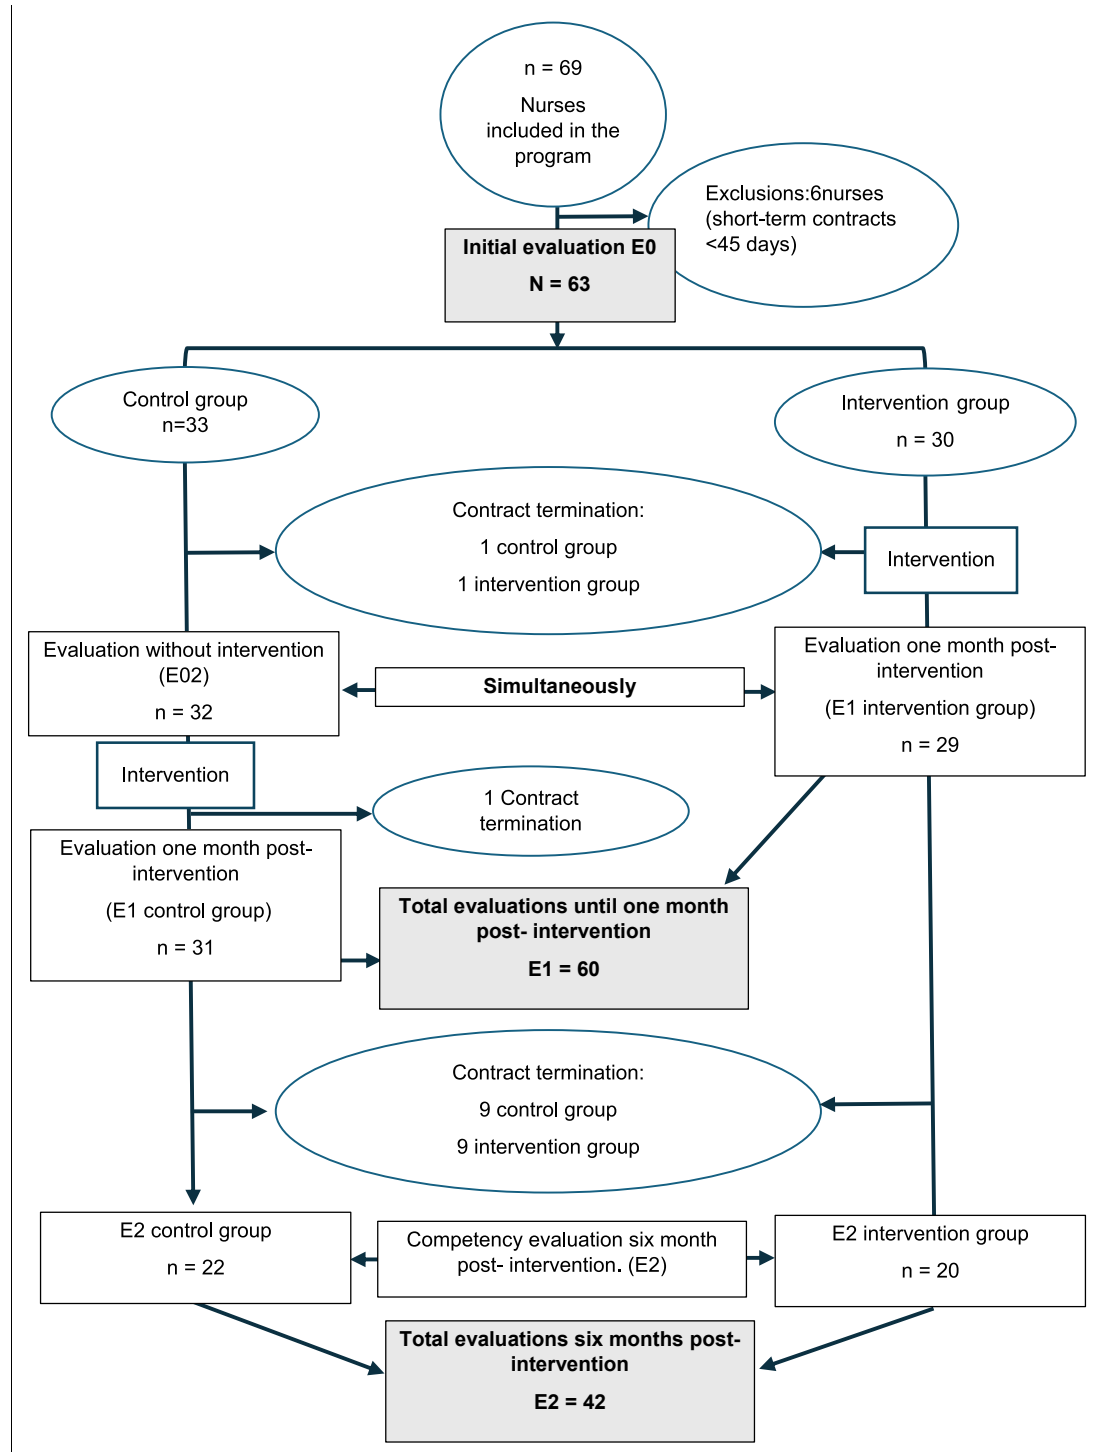 n = 69
Nurses
included in the
program
Exclusions:6nurses
(short-term contracts
<45 days)
Initial evaluation E0
N = 63
Control group
n=33
Intervention group
n = 30
Contract termination:
1 control group
1 intervention group
Intervention
Evaluation without intervention
(E02)
n = 32
Simultaneously
Evaluation one month post-
intervention
(E1 intervention group)
n = 29
Intervention
1 Contract
termination
Evaluation one month post-
intervention
(E1 control group)
n = 31
Total evaluations until one month
post- intervention
E1 = 60
Contract termination:
9 control group
9 intervention group
E2 control group
n = 22
Competency evaluation six month
post- intervention. (E2)
E2 intervention group
n = 20
Total evaluations six months post-
intervention
E2 = 42